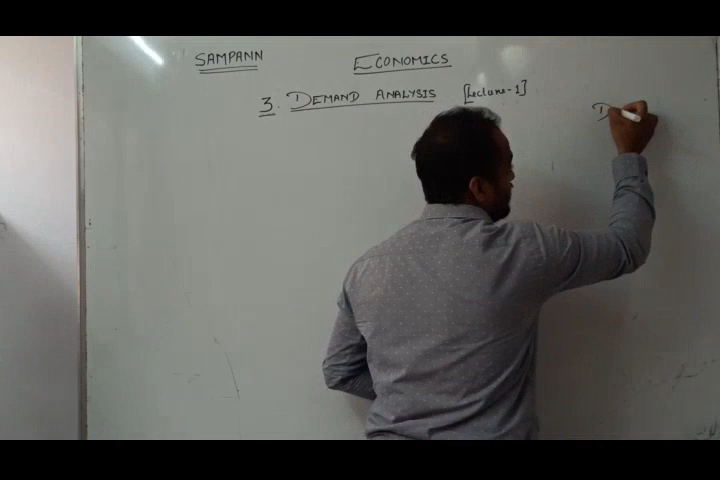 SAMPANN ECONOMICS
3. DEMAND ANALYSIS [Lecture-1]
D